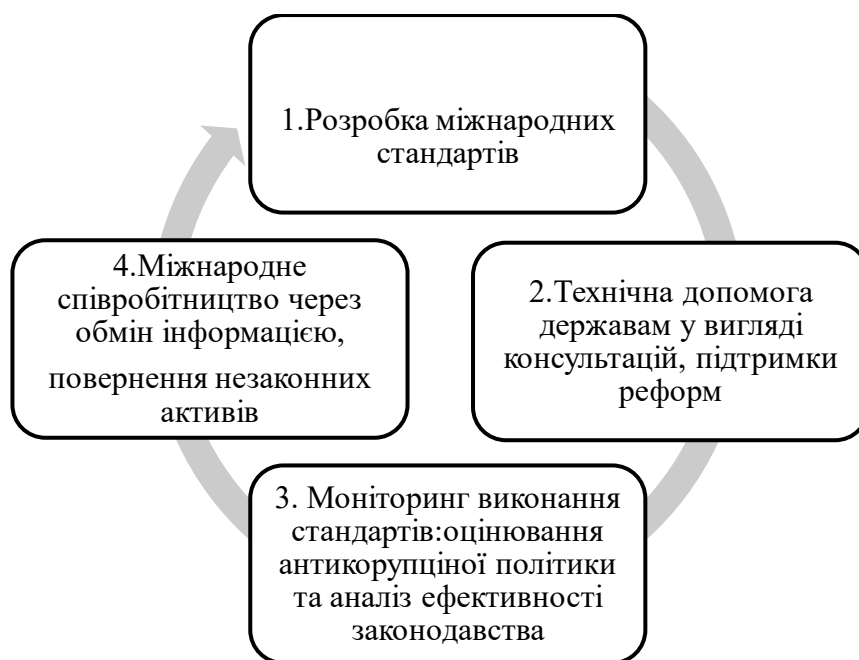 1.Розробка міжнародних
стандартів
2.Технічна допомога
державам у вигляді
консультацій, підтримки
реформ
3. Моніторинг виконання
стандартів:оцінювання
антикорупціної політики
та аналіз ефективності
законодавства
4.Міжнародне
співробітництво через
обмін інформацією,
повернення незаконних
активів